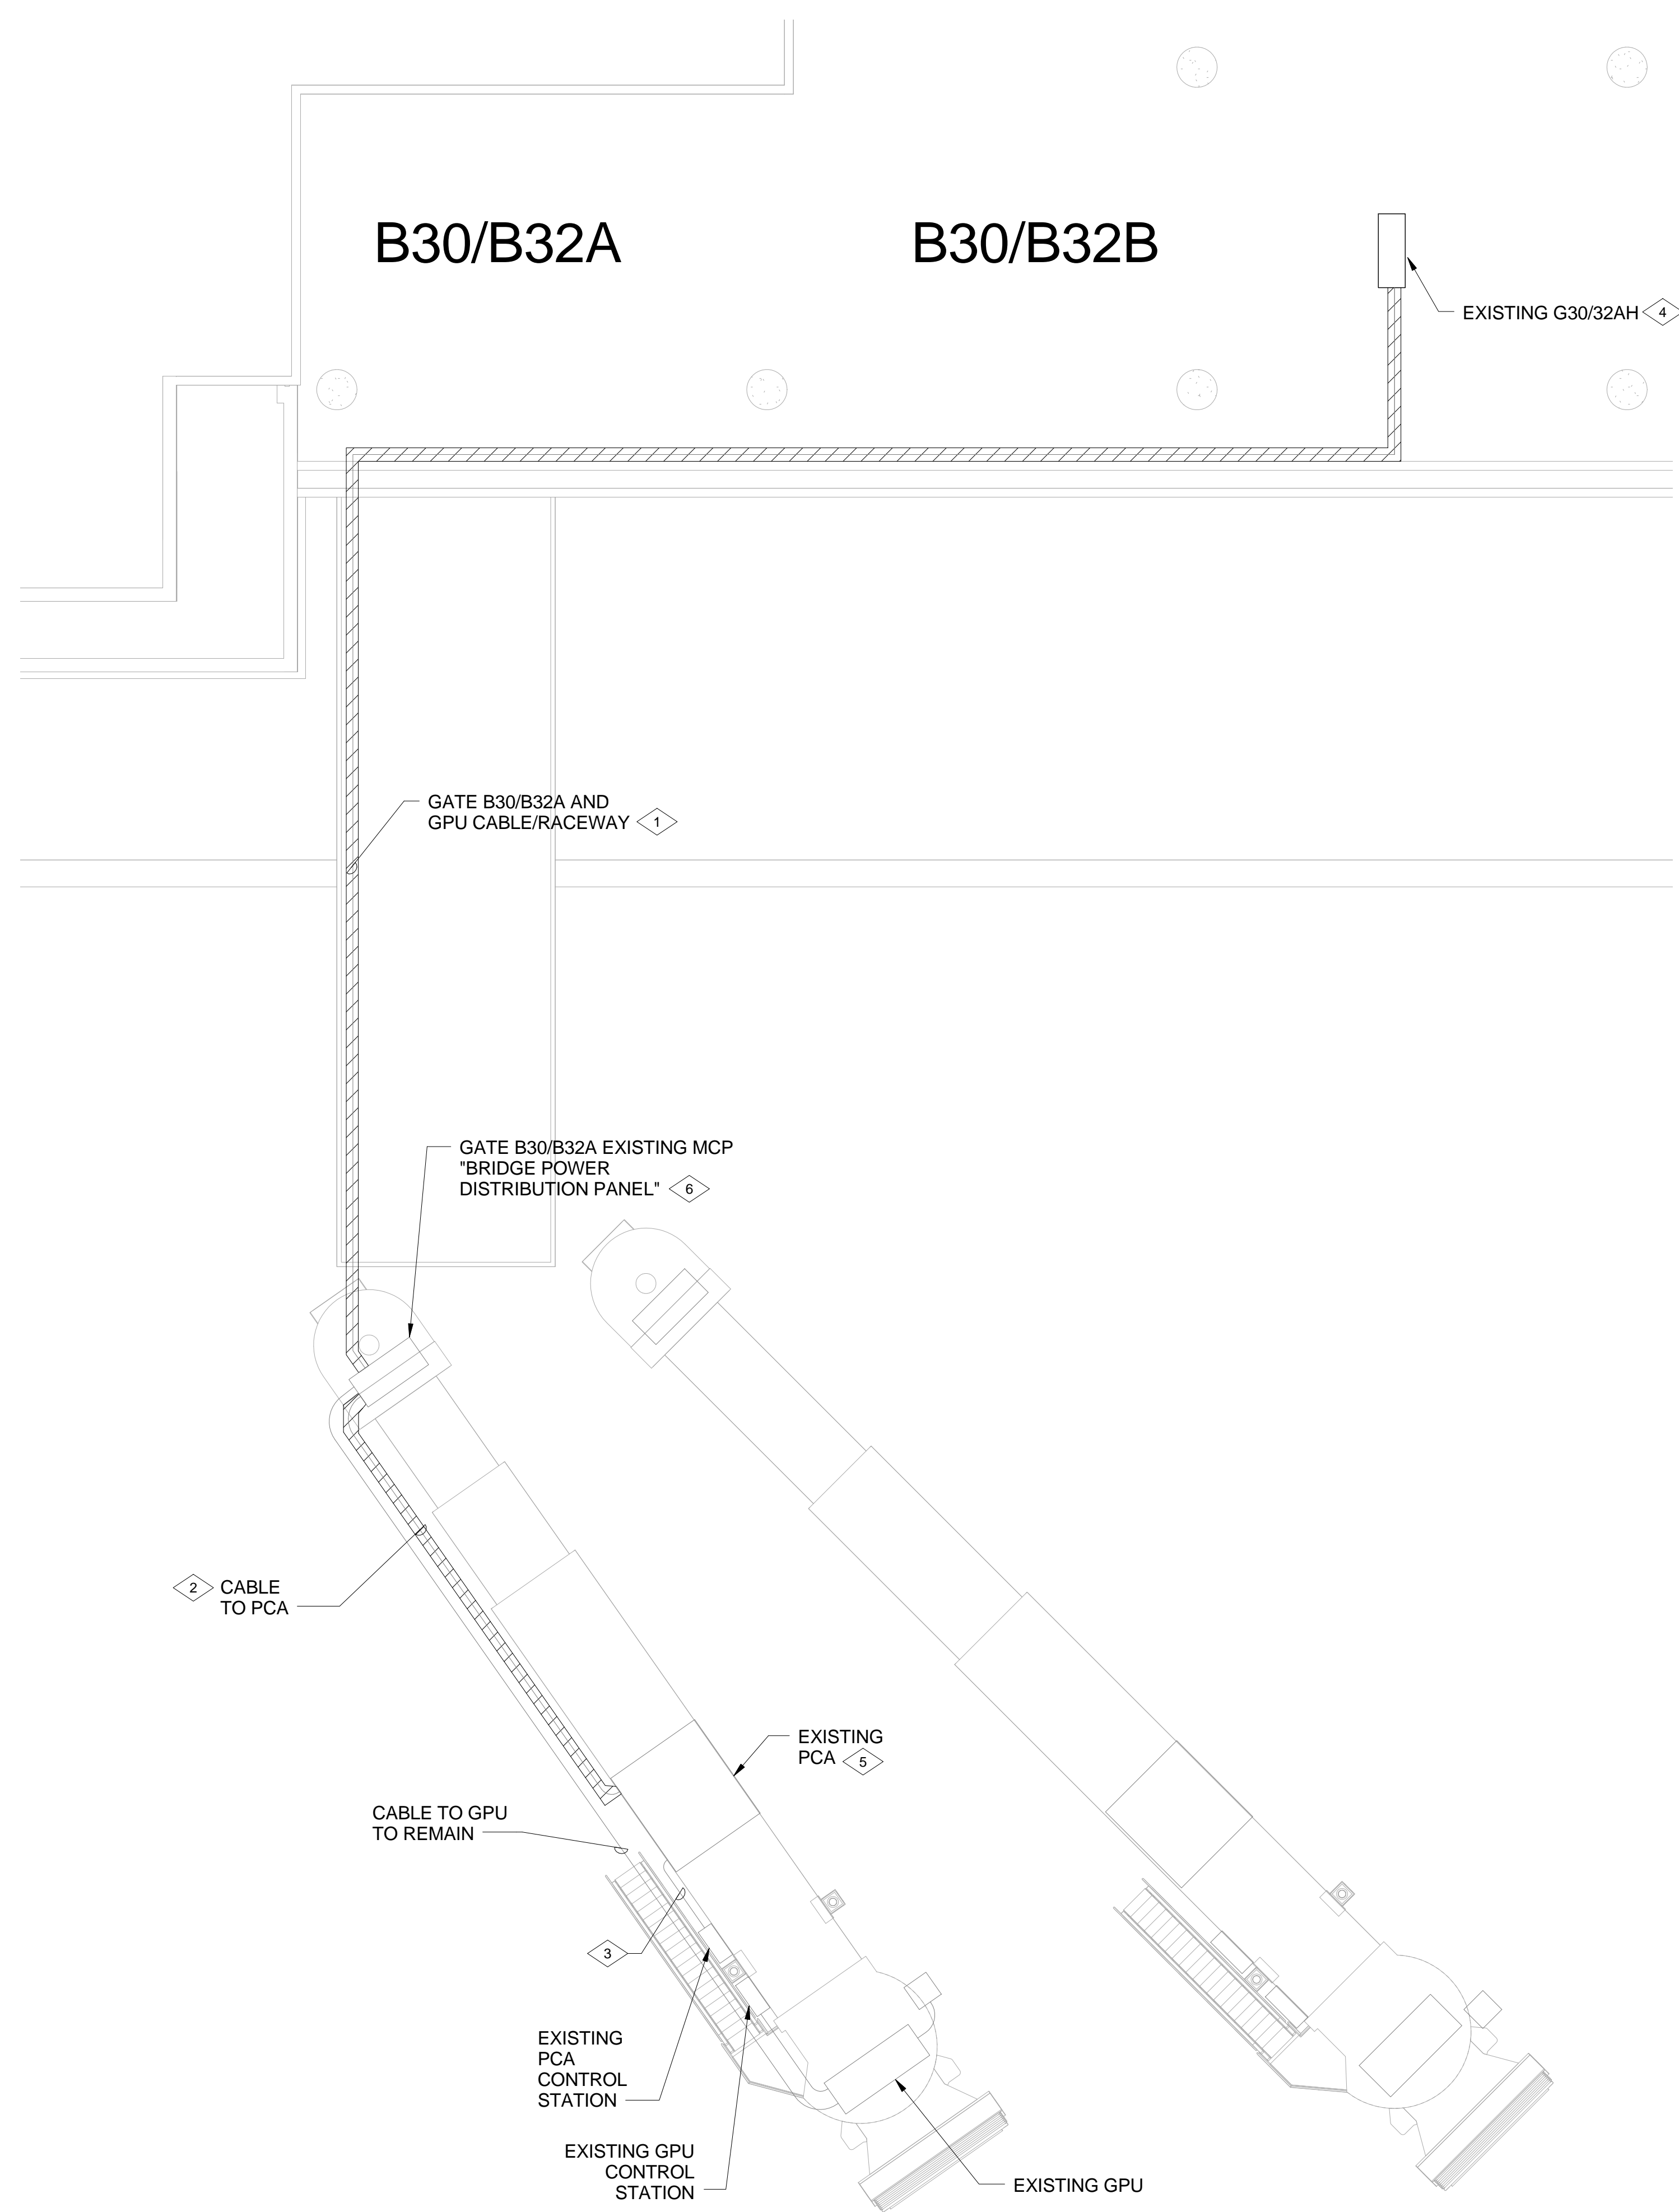 B30/B32A
B30/B32B
EXISTING G30/32AH 4
GATE B30/B32A AND
GPU CABLE/RACEWAY 1
GATE B30/B32A EXISTING MCP
"BRIDGE POWER
DISTRIBUTION PANEL" 6
2 CABLE
TO PCA
EXISTING
PCA 5
CABLE TO GPU
TO REMAIN
3
EXISTING
PCA
CONTROL
STATION
EXISTING GPU
CONTROL
STATION
EXISTING GPU